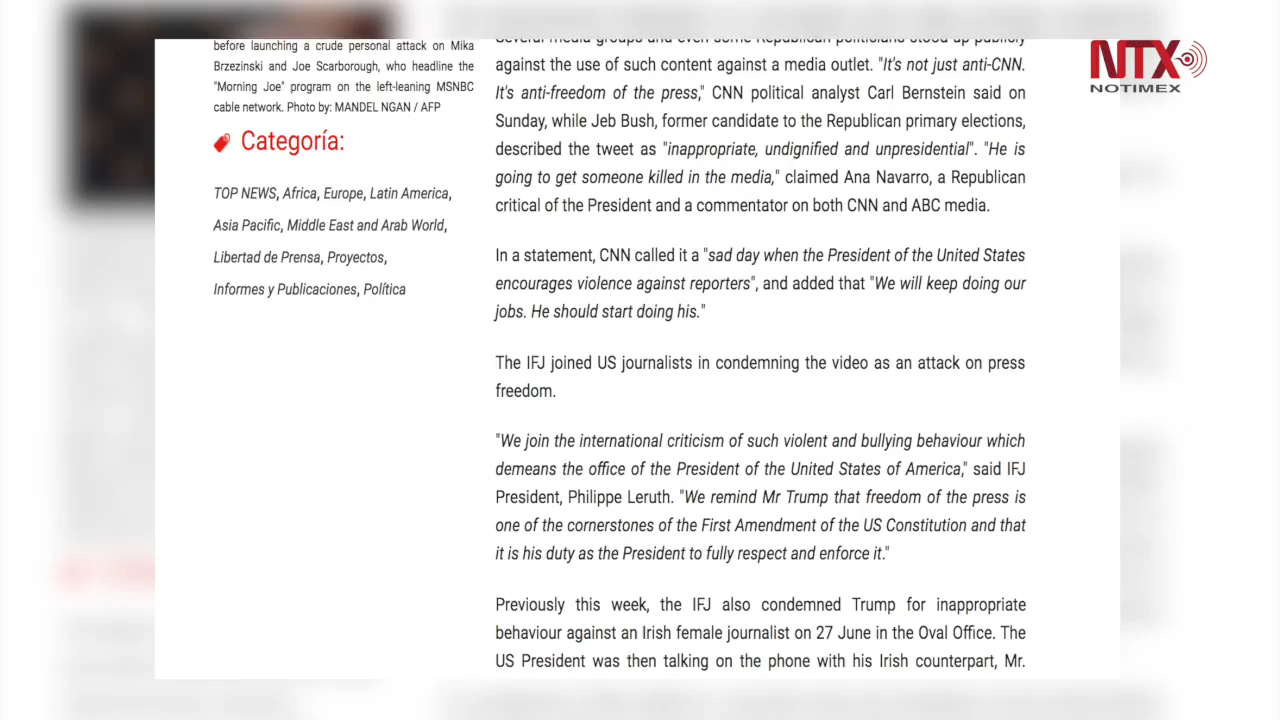 before launching a crude personal attack on Mika
Brzezinski and Joe Scarborough, who headline the
"Morning Joe" program on the left-leaning MSNBC
cable network. Photo by: MANDEL NGAN / AFP
Categoría:
TOP NEWS, Africa, Europe, Latin America,
Asia Pacific, Middle East and Arab World,
Libertad de Prensa, Proyectos,
Informes y Publicaciones, Política
Several media groups and even some Republican politicians stood up publicly
against the use of such content against a media outlet. "It's not just anti-CNN.
It's anti-freedom of the press," CNN political analyst Carl Bernstein said on
Sunday, while Jeb Bush, former candidate to the Republican primary elections,
described the tweet as "inappropriate, undignified and unpresidential". "He is
going to get someone killed in the media," claimed Ana Navarro, a Republican
critical of the President and a commentator on both CNN and ABC media.
In a statement, CNN called it a "sad day when the President of the United States
encourages violence against reporters", and added that "We will keep doing our
jobs. He should start doing his."
The IFJ joined US journalists in condemning the video as an attack on press
freedom.
"We join the international criticism of such violent and bullying behaviour which
demeans the office of the President of the United States of America," said IFJ
President, Philippe Leruth. "We remind Mr Trump that freedom of the press is
one of the cornerstones of the First Amendment of the US Constitution and that
it is his duty as the President to fully respect and enforce it."
Previously this week, the IFJ also condemned Trump for inappropriate
behaviour against an Irish female journalist on 27 June in the Oval Office. The
US President was then talking on the phone with his Irish counterpart, Mr.
NTX
NOTIMEX